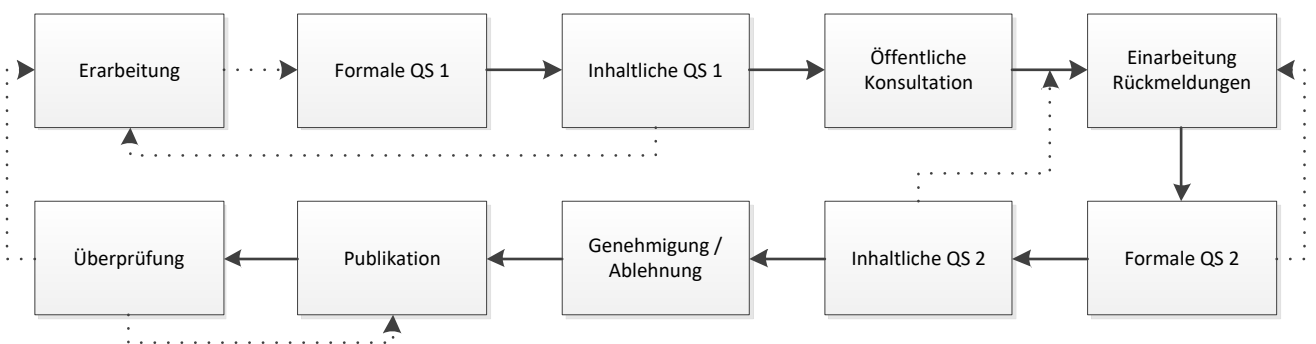 Erarbeitung
Formale QS 1
Inhaltliche QS 1
Öffentliche
Konsultation
Einarbeitung
Rückmeldungen
Überprüfung
Publikation
Genehmigung /
Ablehnung
Inhaltliche QS 2
Formale QS 2